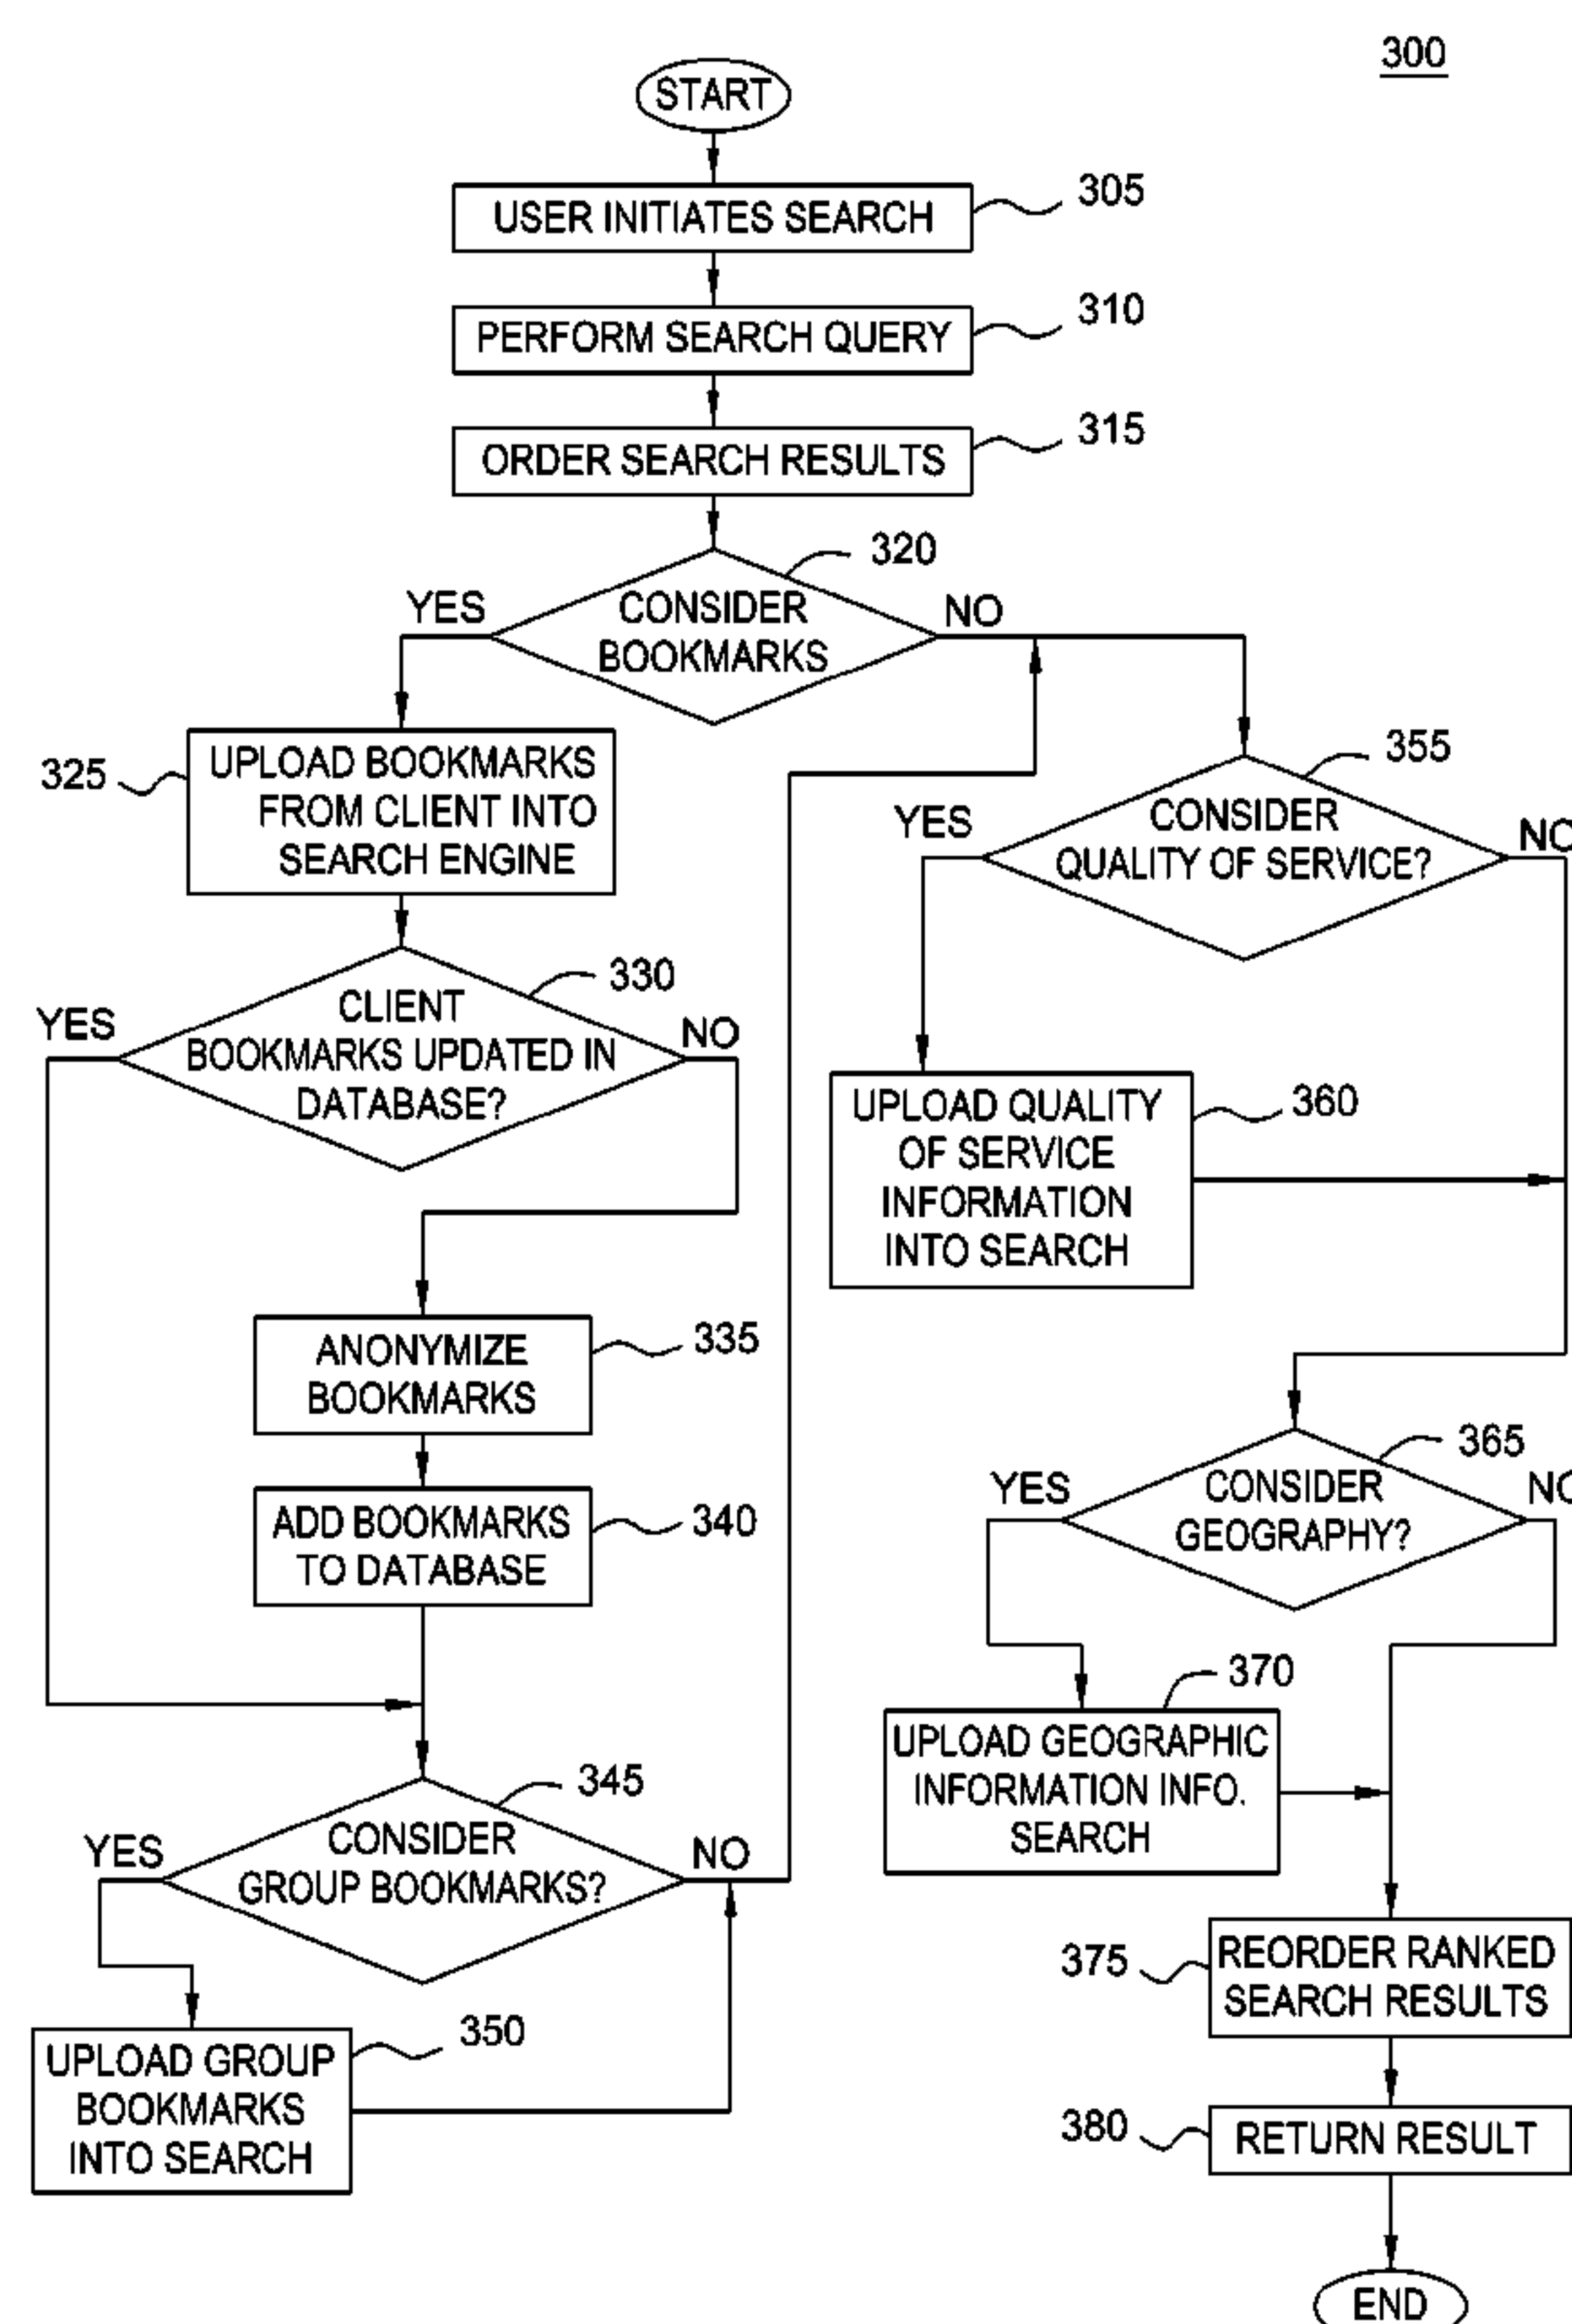 300
START
USER INITIATES SEARCH
305
PERFORM SEARCH QUERY
310
ORDER SEARCH RESULTS
315
320
YES
CONSIDER
BOOKMARKS
NO
325
UPLOAD BOOKMARKS
FROM CLIENT INTO
SEARCH ENGINE
330
YES
CLIENT
BOOKMARKS UPDATED IN
DATABASE?
NO
ANONYMIZE
BOOKMARKS
335
ADD BOOKMARKS
TO DATABASE
340
345
YES
CONSIDER
GROUP BOOKMARKS?
NO
350
UPLOAD GROUP
BOOKMARKS
INTO SEARCH
355
YES
CONSIDER
QUALITY OF SERVICE?
NO
UPLOAD QUALITY
OF SERVICE
INFORMATION
INTO SEARCH
360
365
YES
CONSIDER
GEOGRAPHY?
NO
370
UPLOAD GEOGRAPHIC
INFORMATION INFO.
SEARCH
375
REORDER RANKED
SEARCH RESULTS
380
RETURN RESULT
END